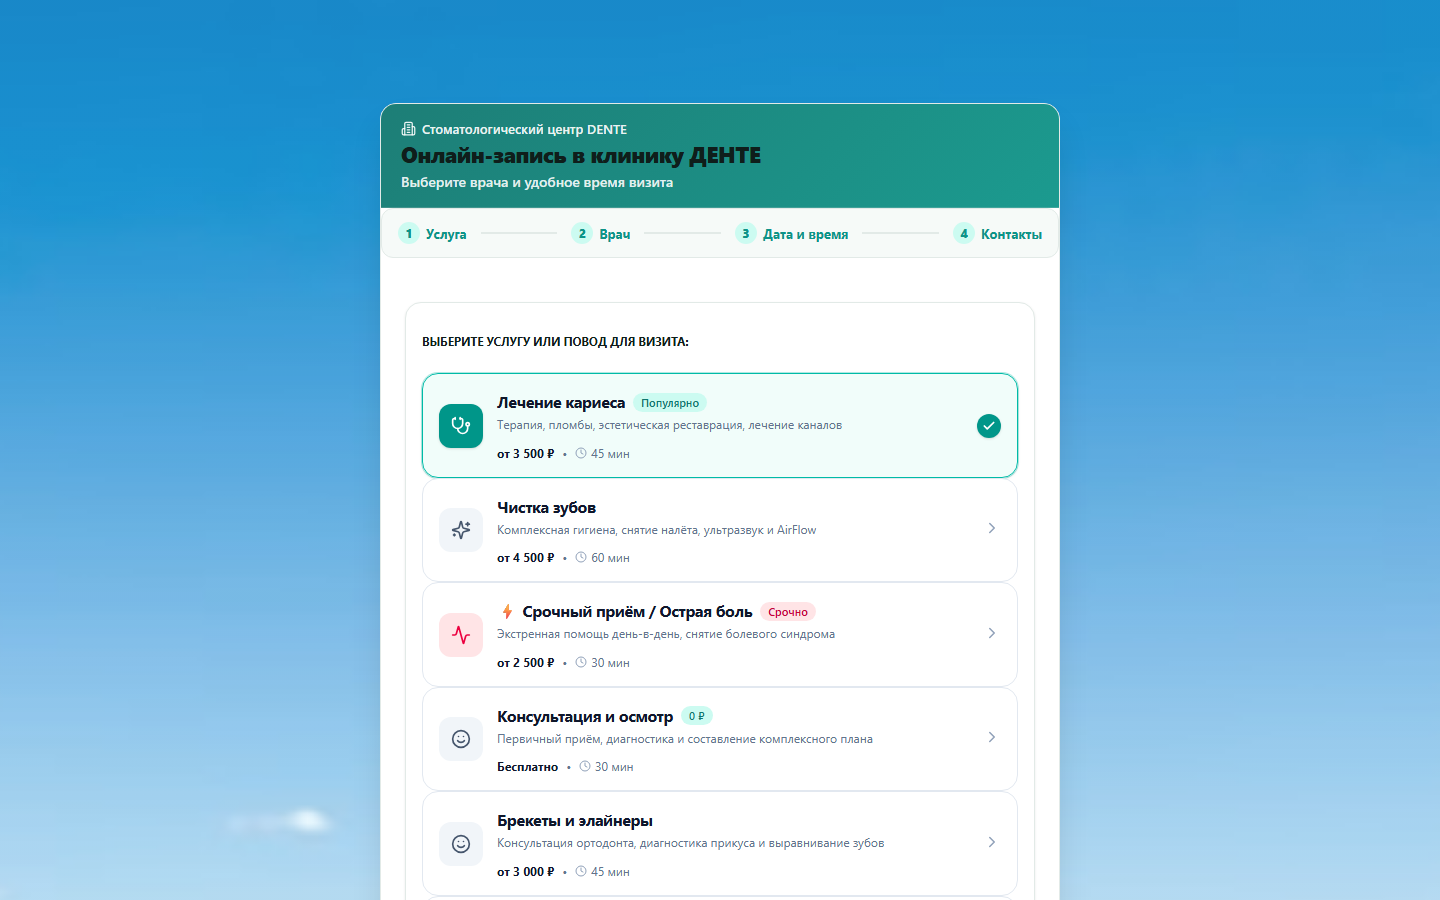 Стоматологический центр DENTE
Онлайн-запись в клинику ДЕНТЕ
Выберите врача и удобное время визита
1 Услуга 2 Врач 3 Дата и время 4 Контакты
ВЫБЕРИТЕ УСЛУГУ ИЛИ ПОВОД ДЛЯ ВИЗИТА:
Лечение кариеса Популярно
Терапия, пломбы, эстетическая реставрация, лечение каналов
от 3 500 ₽ • 45 мин
Чистка зубов
Комплексная гигиена, снятие налёта, ультразвук и AirFlow
от 4 500 ₽ • 60 мин
Срочный приём / Острая боль Срочно
Экстренная помощь день-в-день, снятие болевого синдрома
от 2 500 ₽ • 30 мин
Консультация и осмотр 0 ₽
Первичный приём, диагностика и составление комплексного плана
Бесплатно • 30 мин
Брекеты и элайнеры
Консультация ортодонта, диагностика прикуса и выравнивание зубов
от 3 000 ₽ • 45 мин